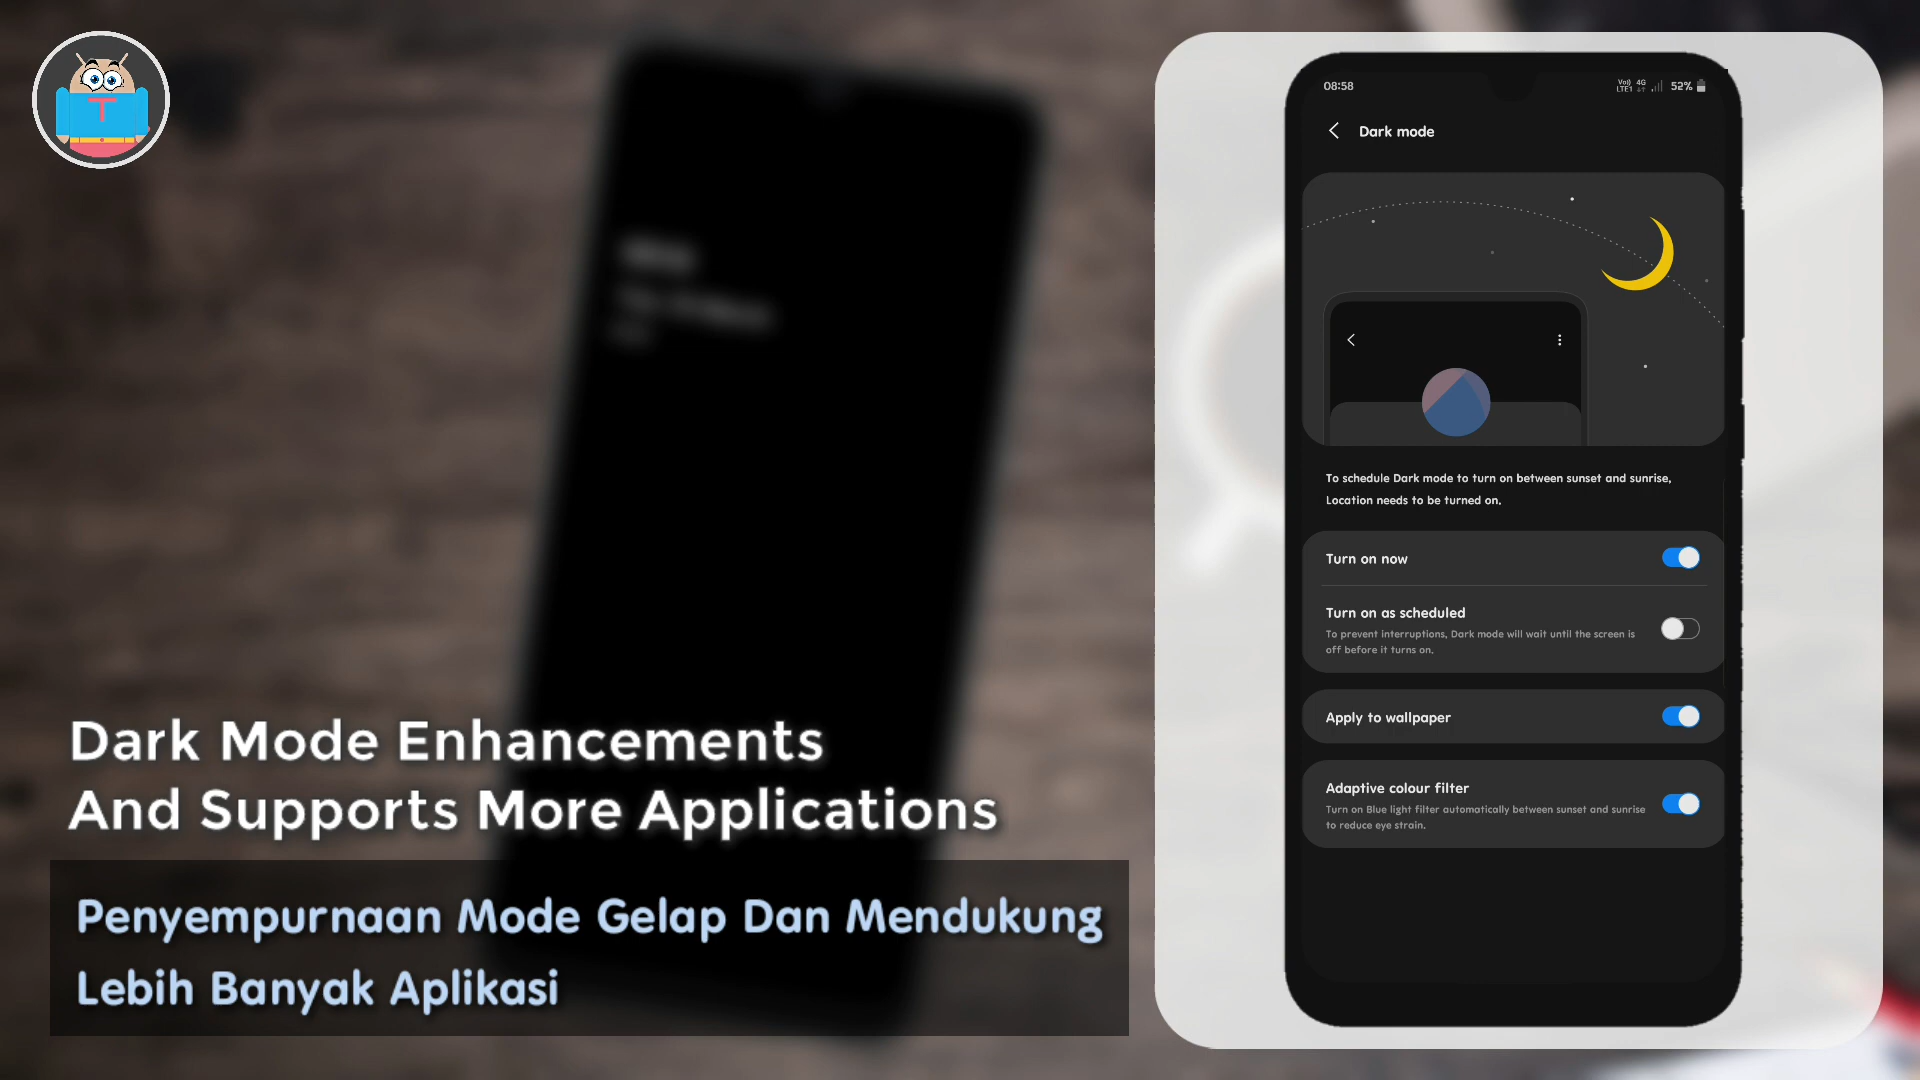 T
Dark Mode Enhancements
And Supports More Applications
Penyempurnaan Mode Gelap Dan Mendukung
Lebih Banyak Aplikasi
08:58
Vo)) 4G
LTE1
52%
Dark mode
To schedule Dark mode to turn on between sunset and sunrise,
Location needs to be turned on.
Turn on now
Turn on as scheduled
To prevent interruptions, Dark mode will wait until the screen is
off before it turns on.
Apply to wallpaper
Adaptive colour filter
Turn on Blue light filter automatically between sunset and sunrise
to reduce eye strain.